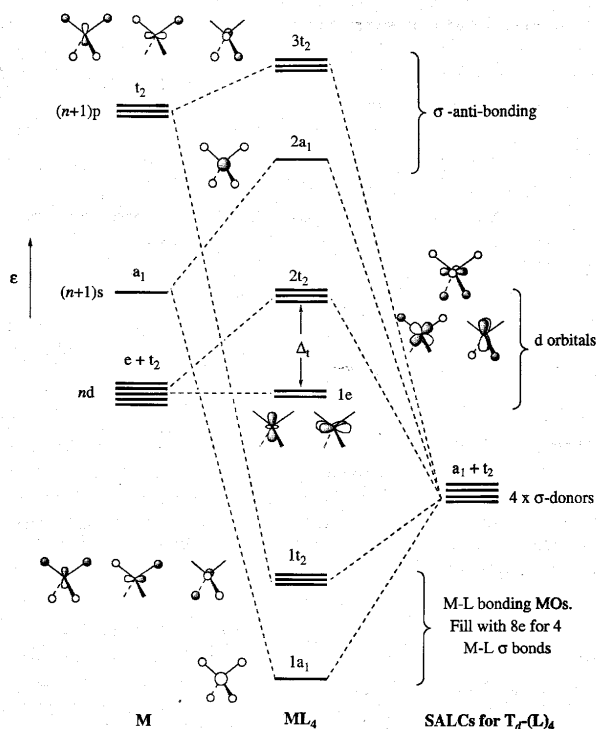 3t₂
t₂
(n+1)p
σ -anti-bonding
2a₁
ε
a₁
(n+1)s
2t₂
d orbitals
Δₜ
e + t₂
nd
1e
a₁ + t₂
4 x σ-donors
1t₂
M-L bonding MOs.
Fill with 8e for 4
M-L σ bonds
1a₁
M
ML₄
SALCs for T_d-(L)₄